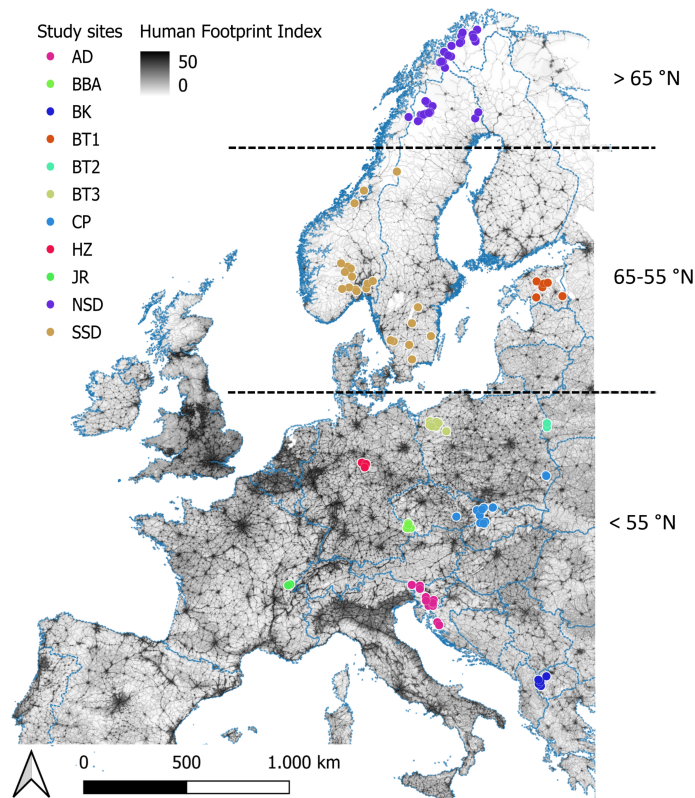 Study sites
AD
BBA
BK
BT1
BT2
BT3
CP
HZ
JR
NSD
SSD
Human Footprint Index
50
0
> 65 °N
65-55 °N
< 55 °N
0 500 1.000 km